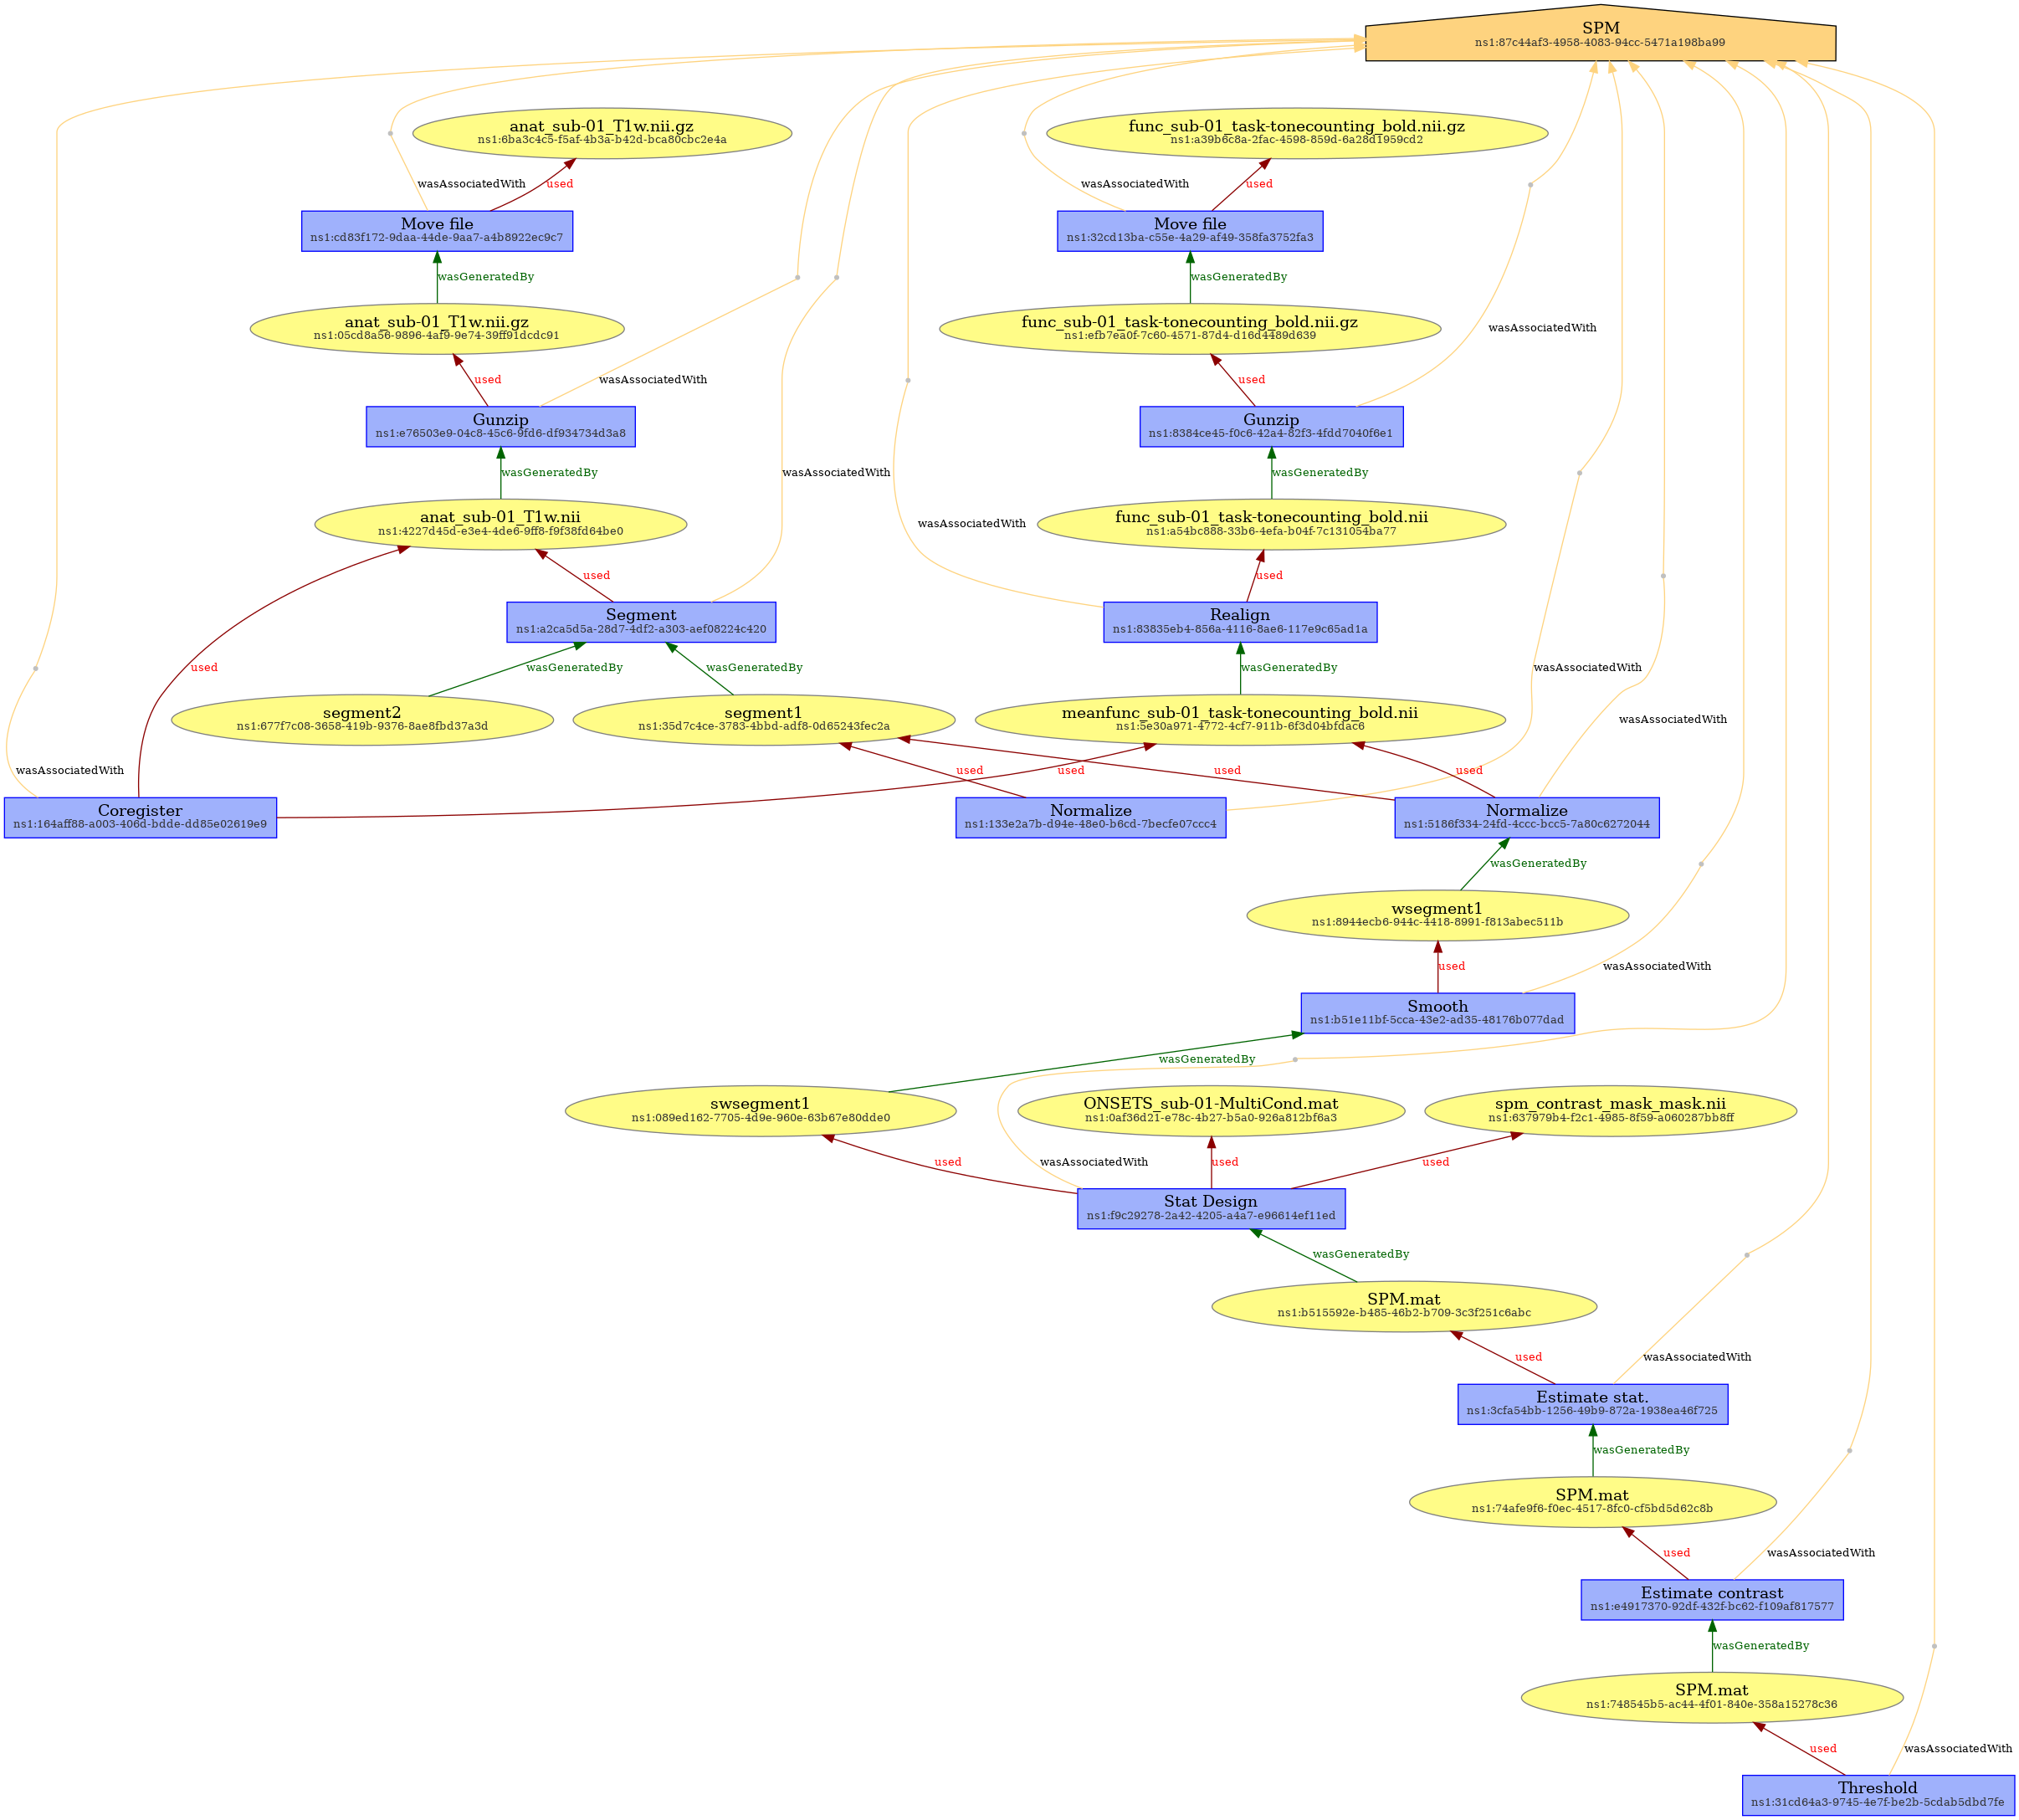 SPM
ns1:87c44af3-4958-4083-94cc-5471a198ba99
anat_sub-01_T1w.nii.gz
ns1:6ba3c4c5-f5af-4b3a-b42d-bca80cbc2e4a
func_sub-01_task-tonecounting_bold.nii.gz
ns1:a39b6c8a-2fac-4598-859d-6a28d1959cd2
wasAssociatedWith
used
wasAssociatedWith
used
Move file
ns1:cd83f172-9daa-44de-9aa7-a4b8922ec9c7
Move file
ns1:32cd13ba-c55e-4a29-af49-358fa3752fa3
wasGeneratedBy
wasGeneratedBy
anat_sub-01_T1w.nii.gz
ns1:05cd8a56-9896-4af9-9e74-39ff91dcdc91
func_sub-01_task-tonecounting_bold.nii.gz
ns1:efb7ea0f-7c60-4571-87d4-d16d4489d639
wasAssociatedWith
used
wasAssociatedWith
used
Gunzip
ns1:e76503e9-04c8-45c6-9fd6-df934734d3a8
Gunzip
ns1:8384ce45-f0c6-42a4-82f3-4fdd7040f6e1
wasGeneratedBy
wasAssociatedWith
wasGeneratedBy
anat_sub-01_T1w.nii
ns1:4227d45d-e3e4-4de6-9ff8-f9f38fd64be0
wasAssociatedWith
func_sub-01_task-tonecounting_bold.nii
ns1:a54bc888-33b6-4efa-b04f-7c131054ba77
used
used
Segment
ns1:a2ca5d5a-28d7-4df2-a303-aef08224c420
Realign
ns1:83835eb4-856a-4116-8ae6-117e9c65ad1a
used
wasGeneratedBy
wasGeneratedBy
wasGeneratedBy
wasAssociatedWith
segment2
ns1:677f7c08-3658-419b-9376-8ae8fbd37a3d
segment1
ns1:35d7c4ce-3783-4bbd-adf8-0d65243fec2a
meanfunc_sub-01_task-tonecounting_bold.nii
ns1:5e30a971-4772-4cf7-911b-6f3d04bfdac6
wasAssociatedWith
wasAssociatedWith
used
used
used
used
Coregister
ns1:164aff88-a003-406d-bdde-dd85e02619e9
Normalize
ns1:133e2a7b-d94e-48e0-b6cd-7becfe07ccc4
Normalize
ns1:5186f334-24fd-4ccc-bcc5-7a80c6272044
wasGeneratedBy
wsegment1
ns1:8944ecb6-944c-4418-8991-f813abec511b
used
wasAssociatedWith
Smooth
ns1:b51e11bf-5cca-43e2-ad35-48176b077dad
wasGeneratedBy
swsegment1
ns1:089ed162-7705-4d9e-960e-63b67e80dde0
ONSETS_sub-01-MultiCond.mat
ns1:0af36d21-e78c-4b27-b5a0-926a812bf6a3
spm_contrast_mask_mask.nii
ns1:637979b4-f2c1-4985-8f59-a060287bb8ff
used
wasAssociatedWith
used
used
Stat Design
ns1:f9c29278-2a42-4205-a4a7-e96614ef11ed
wasGeneratedBy
SPM.mat
ns1:b515592e-b485-46b2-b709-3c3f251c6abc
used
wasAssociatedWith
Estimate stat.
ns1:3cfa54bb-1256-49b9-872a-1938ea46f725
wasGeneratedBy
SPM.mat
ns1:74afe9f6-f0ec-4517-8fc0-cf5bd5d62c8b
used
wasAssociatedWith
Estimate contrast
ns1:e4917370-92df-432f-bc62-f109af817577
wasGeneratedBy
SPM.mat
ns1:748545b5-ac44-4f01-840e-358a15278c36
used
wasAssociatedWith
Threshold
ns1:31cd64a3-9745-4e7f-be2b-5cdab5dbd7fe